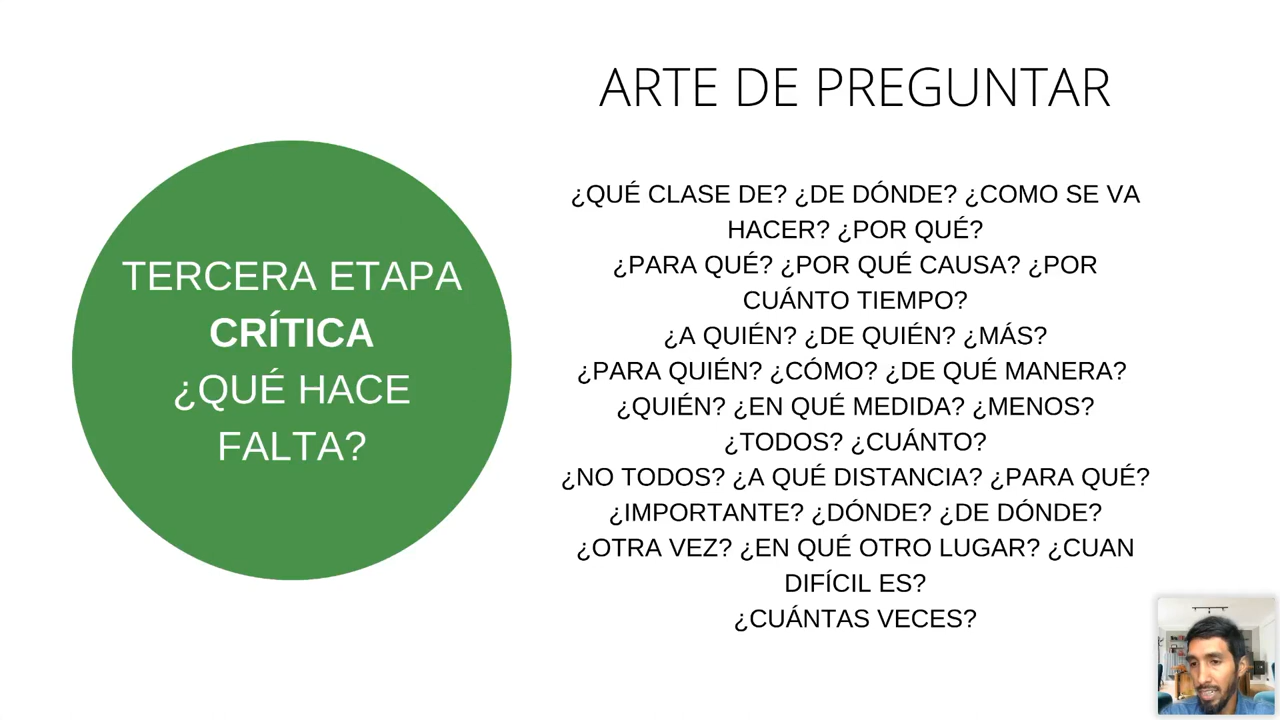 ARTE DE PREGUNTAR
TERCERA ETAPA
CRÍTICA
¿QUÉ HACE
FALTA?
¿QUÉ CLASE DE? ¿DE DÓNDE? ¿COMO SE VA
HACER? ¿POR QUÉ?
¿PARA QUÉ? ¿POR QUÉ CAUSA? ¿POR
CUÁNTO TIEMPO?
¿A QUIÉN? ¿DE QUIÉN? ¿MÁS?
¿PARA QUIÉN? ¿CÓMO? ¿DE QUÉ MANERA?
¿QUIÉN? ¿EN QUÉ MEDIDA? ¿MENOS?
¿TODOS? ¿CUÁNTO?
¿NO TODOS? ¿A QUÉ DISTANCIA? ¿PARA QUÉ?
¿IMPORTANTE? ¿DÓNDE? ¿DE DÓNDE?
¿OTRA VEZ? ¿EN QUÉ OTRO LUGAR? ¿CUAN
DIFÍCIL ES?
¿CUÁNTAS VECES?